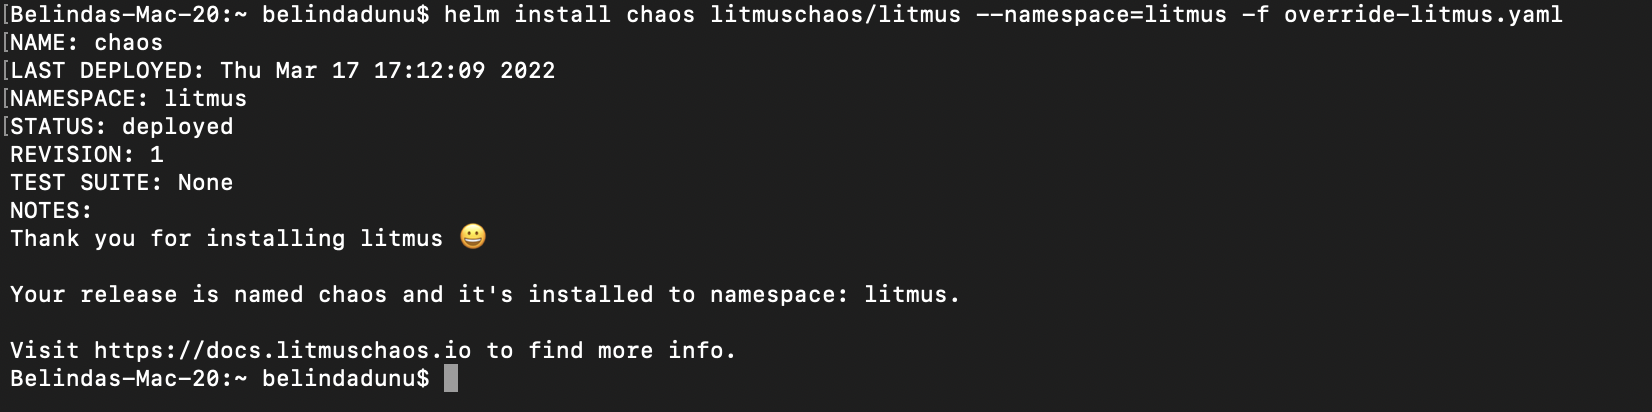 [Belindas-Mac-20:~ belindadunu$ helm install chaos litmuschaos/litmus --namespace=litmus -f override-litmus.yaml
[NAME: chaos
[LAST DEPLOYED: Thu Mar 17 17:12:09 2022
[NAMESPACE: litmus
[STATUS: deployed
REVISION: 1
TEST SUITE: None
NOTES:
Thank you for installing litmus 😀
Your release is named chaos and it's installed to namespace: litmus.
Visit https://docs.litmuschaos.io to find more info.
Belindas-Mac-20:~ belindadunu$